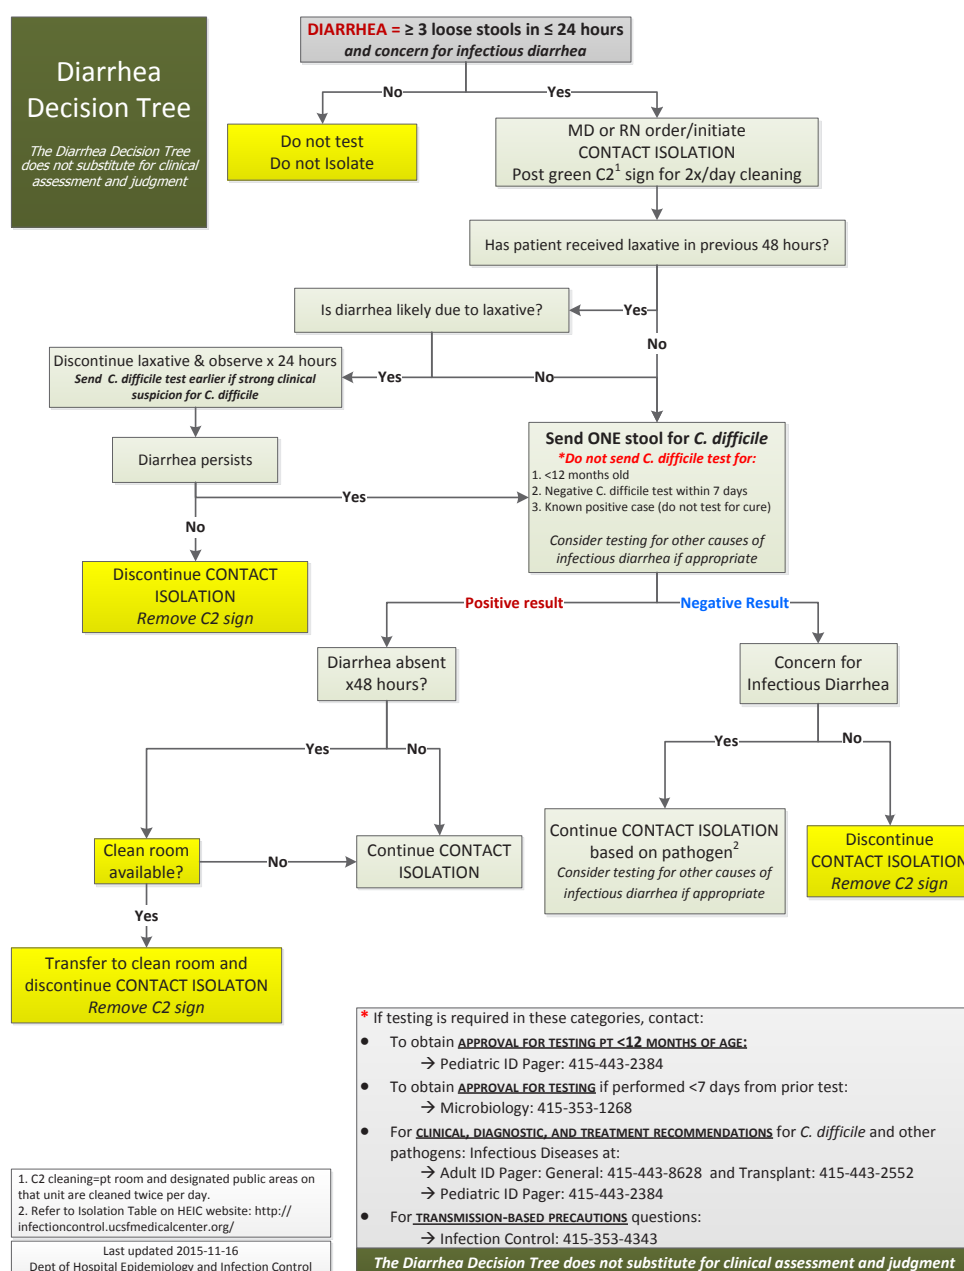 Diarrhea
Decision Tree
The Diarrhea Decision Tree
does not substitute for clinical
assessment and judgment
DIARRHEA = ≥ 3 loose stools in ≤ 24 hours
and concern for infectious diarrhea
No
Yes
Do not test
Do not Isolate
MD or RN order/initiate
CONTACT ISOLATION
Post green C2¹ sign for 2x/day cleaning
Has patient received laxative in previous 48 hours?
Is diarrhea likely due to laxative?
Yes
No
Discontinue laxative & observe x 24 hours
Send C. difficile test earlier if strong clinical
suspicion for C. difficile
Yes
No
Diarrhea persists
Yes
No
Send ONE stool for C. difficile
*Do not send C. difficile test for:
1. <12 months old
2. Negative C. difficile test within 7 days
3. Known positive case (do not test for cure)
Consider testing for other causes of
infectious diarrhea if appropriate
Discontinue CONTACT
ISOLATION
Remove C2 sign
Positive result
Negative Result
Diarrhea absent
x48 hours?
Concern for
Infectious Diarrhea
Yes
No
Yes
No
Clean room
available?
No
Continue CONTACT
ISOLATION
Continue CONTACT ISOLATION
based on pathogen²
Consider testing for other causes of
infectious diarrhea if appropriate
Discontinue
CONTACT ISOLATION
Remove C2 sign
Yes
Transfer to clean room and
discontinue CONTACT ISOLATON
Remove C2 sign
* If testing is required in these categories, contact:
● To obtain APPROVAL FOR TESTING PT <12 MONTHS OF AGE:
→ Pediatric ID Pager: 415-443-2384
● To obtain APPROVAL FOR TESTING if performed <7 days from prior test:
→ Microbiology: 415-353-1268
● For CLINICAL, DIAGNOSTIC, AND TREATMENT RECOMMENDATIONS for C. difficile and other
pathogens: Infectious Diseases at:
→ Adult ID Pager: General: 415-443-8628 and Transplant: 415-443-2552
→ Pediatric ID Pager: 415-443-2384
● For TRANSMISSION-BASED PRECAUTIONS questions:
→ Infection Control: 415-353-4343
The Diarrhea Decision Tree does not substitute for clinical assessment and judgment
1. C2 cleaning=pt room and designated public areas on
that unit are cleaned twice per day.
2. Refer to Isolation Table on HEIC website: http://
infectioncontrol.ucsfmedicalcenter.org/
Last updated 2015-11-16
Dept of Hospital Epidemiology and Infection Control